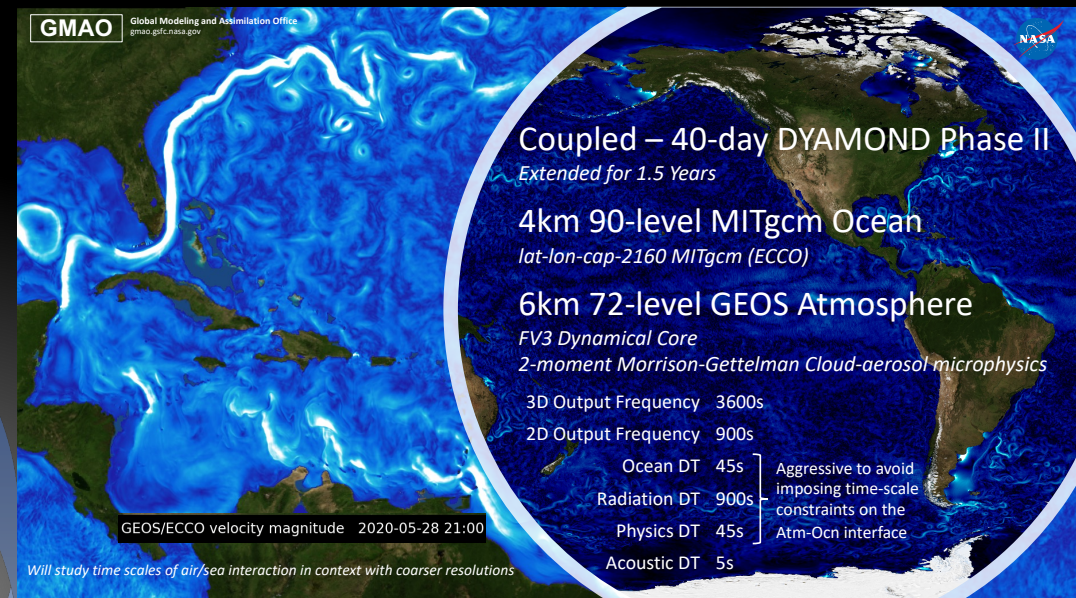 GMAO
Global Modeling and Assimilation Office
gmao.gsfc.nasa.gov
NASA
Coupled – 40-day DYAMOND Phase II
Extended for 1.5 Years
4km 90-level MITgcm Ocean
lat-lon-cap-2160 MITgcm (ECCO)
6km 72-level GEOS Atmosphere
FV3 Dynamical Core
2-moment Morrison-Gettelman Cloud-aerosol microphysics
3D Output Frequency 3600s
2D Output Frequency 900s
Ocean DT 45s
Radiation DT 900s
Physics DT 45s
Acoustic DT 5s
Aggressive to avoid
imposing time-scale
constraints on the
Atm-Ocn interface
GEOS/ECCO velocity magnitude 2020-05-28 21:00
Will study time scales of air/sea interaction in context with coarser resolutions